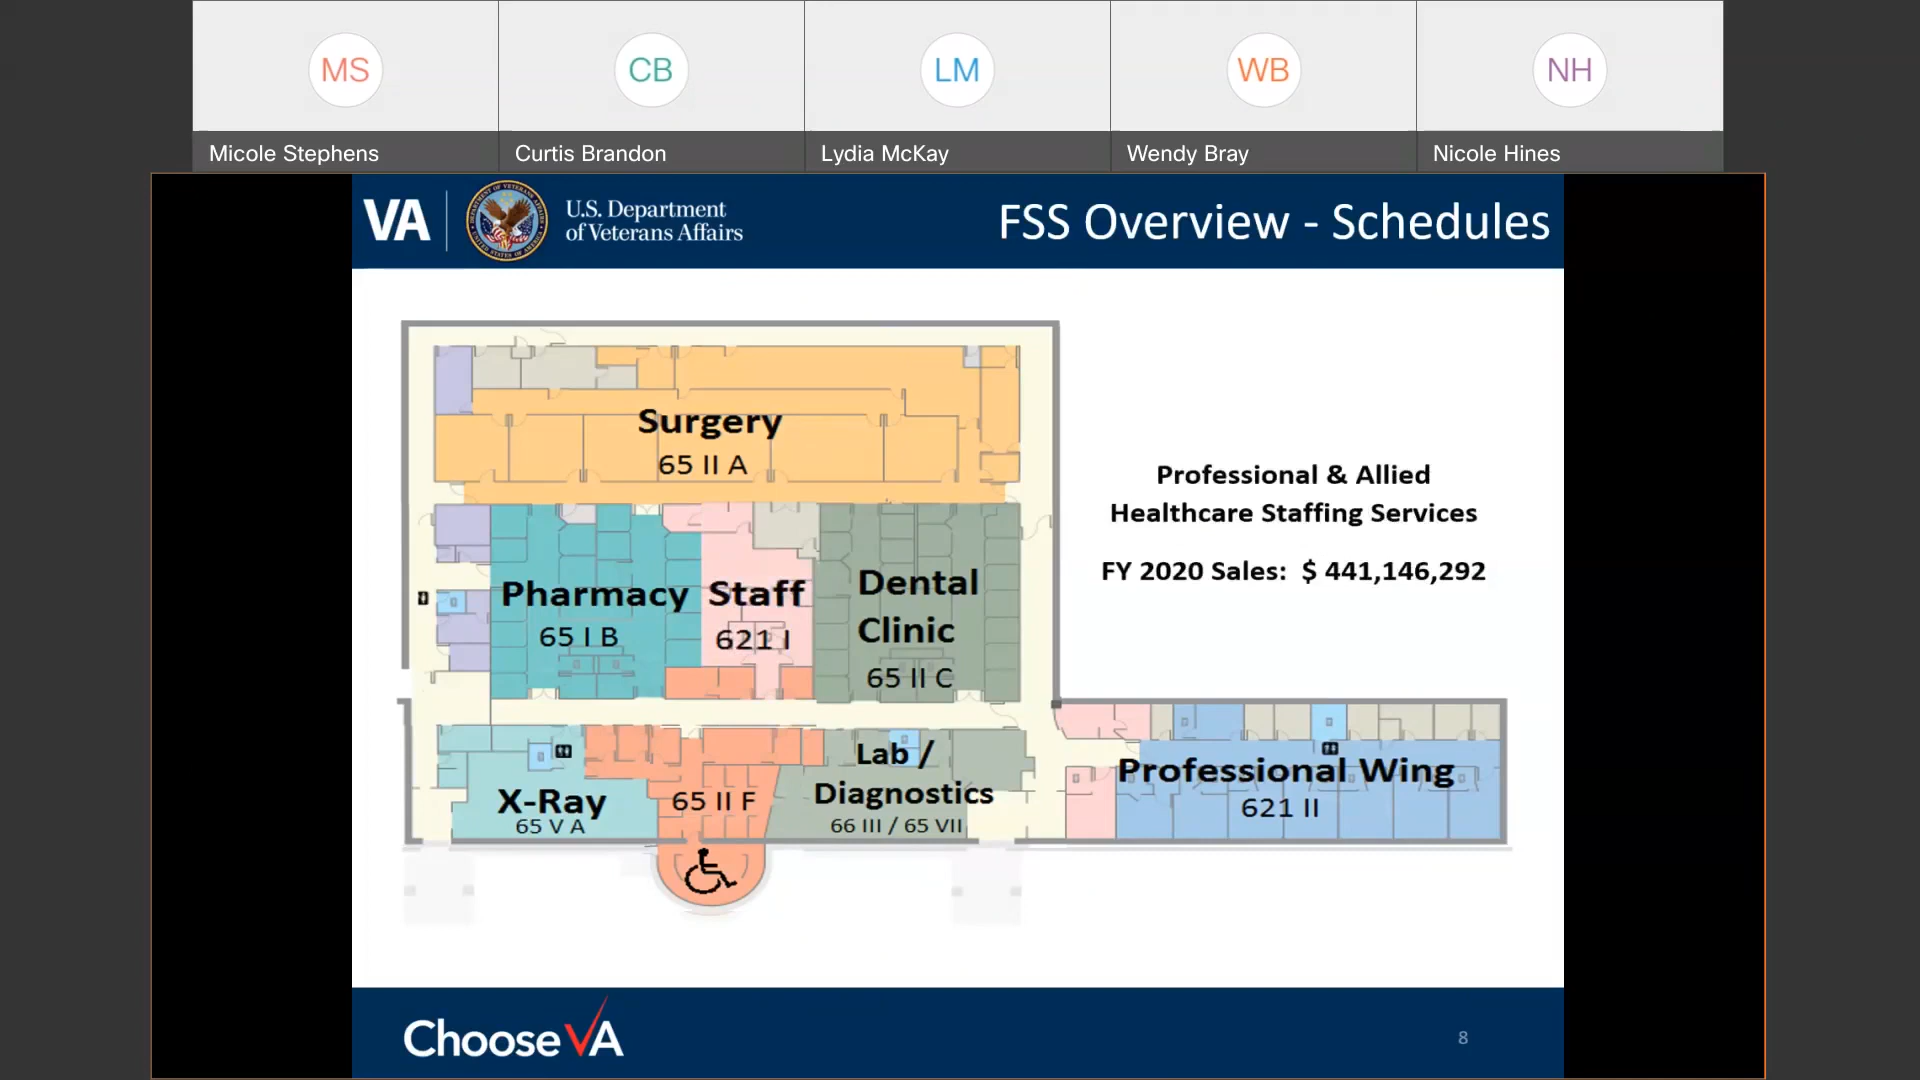 MS
CB
LM
WB
NH
Micole Stephens
Curtis Brandon
Lydia McKay
Wendy Bray
Nicole Hines
VA
U.S. Department
of Veterans Affairs
FSS Overview - Schedules
Surgery
65 II A
Pharmacy
65 I B
Staff
621 I
Dental
Clinic
65 II C
Professional & Allied
Healthcare Staffing Services
FY 2020 Sales: $ 441,146,292
X-Ray
65 V A
65 II F
Lab /
Diagnostics
66 III / 65 VII
Professional Wing
621 II
Choose VA
8